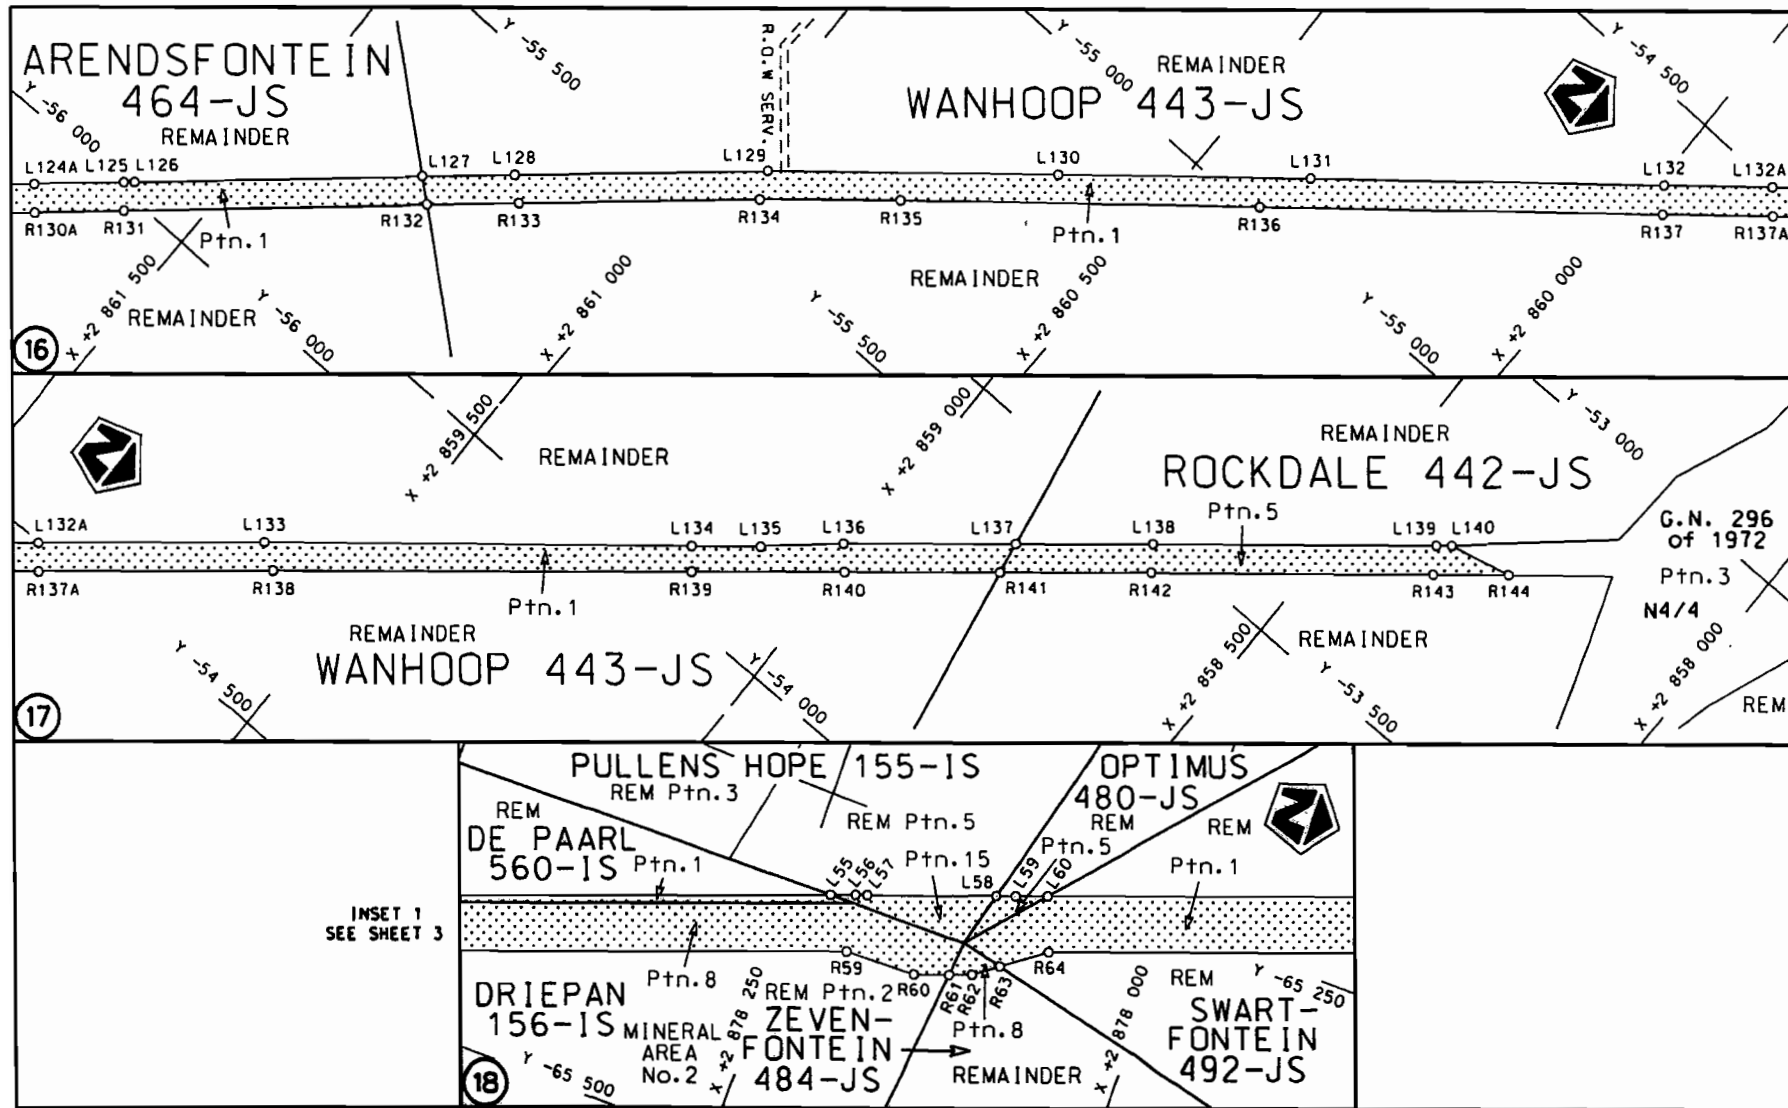 ARENDSFONTEIN
464-JS
REMAINDER
Y -56 000
Y -55 500
R.O.W SERV.
Y -55 000
REMAINDER
WANHOOP 443-JS
Y -54 500
L124A L125 L126 L127 L128 L129 L130 L131 L132 L132A
R130A R131 R132 R133 R134 R135 R136 R137 R137A
Ptn.1
Ptn.1
X +2 861 500
REMAINDER
Y -56 000
X +2 861 000
Y -55 500
REMAINDER
X +2 860 500
Y -55 000
X +2 860 000
16
X +2 859 500
REMAINDER
X +2 859 000
REMAINDER
ROCKDALE 442-JS
Y -53 000
Ptn.5
G.N. 296
of 1972
Ptn.3
N4/4
L132A L133 L134 L135 L136 L137 L138 L139 L140
R137A R138 R139 R140 R141 R142 R143 R144
Ptn.1
REMAINDER
WANHOOP 443-JS
Y -54 500
Y -54 000
X +2 858 500
REMAINDER
Y -53 500
X +2 858 000
REM
17
PULLENS HOPE 155-IS
REM Ptn.3
OPTIMUS
480-JS
REM
REM
DE PAARL
560-IS
Ptn.1
REM Ptn.5
Ptn.15
Ptn.5
REM
Ptn.1
L55 L56 L57 L58 L59 L60
INSET 1
SEE SHEET 3
R59 R60 R61 R62 R63 R64
Ptn.8
DRIEPAN
156-IS
MINERAL
AREA
No.2
X +2 878 250
REM Ptn.2
ZEVEN-
FONTEIN
484-JS
Ptn.8
REMAINDER
X +2 878 000
REM
Y -65 250
SWART-
FONTEIN
492-JS
Y -65 500
18